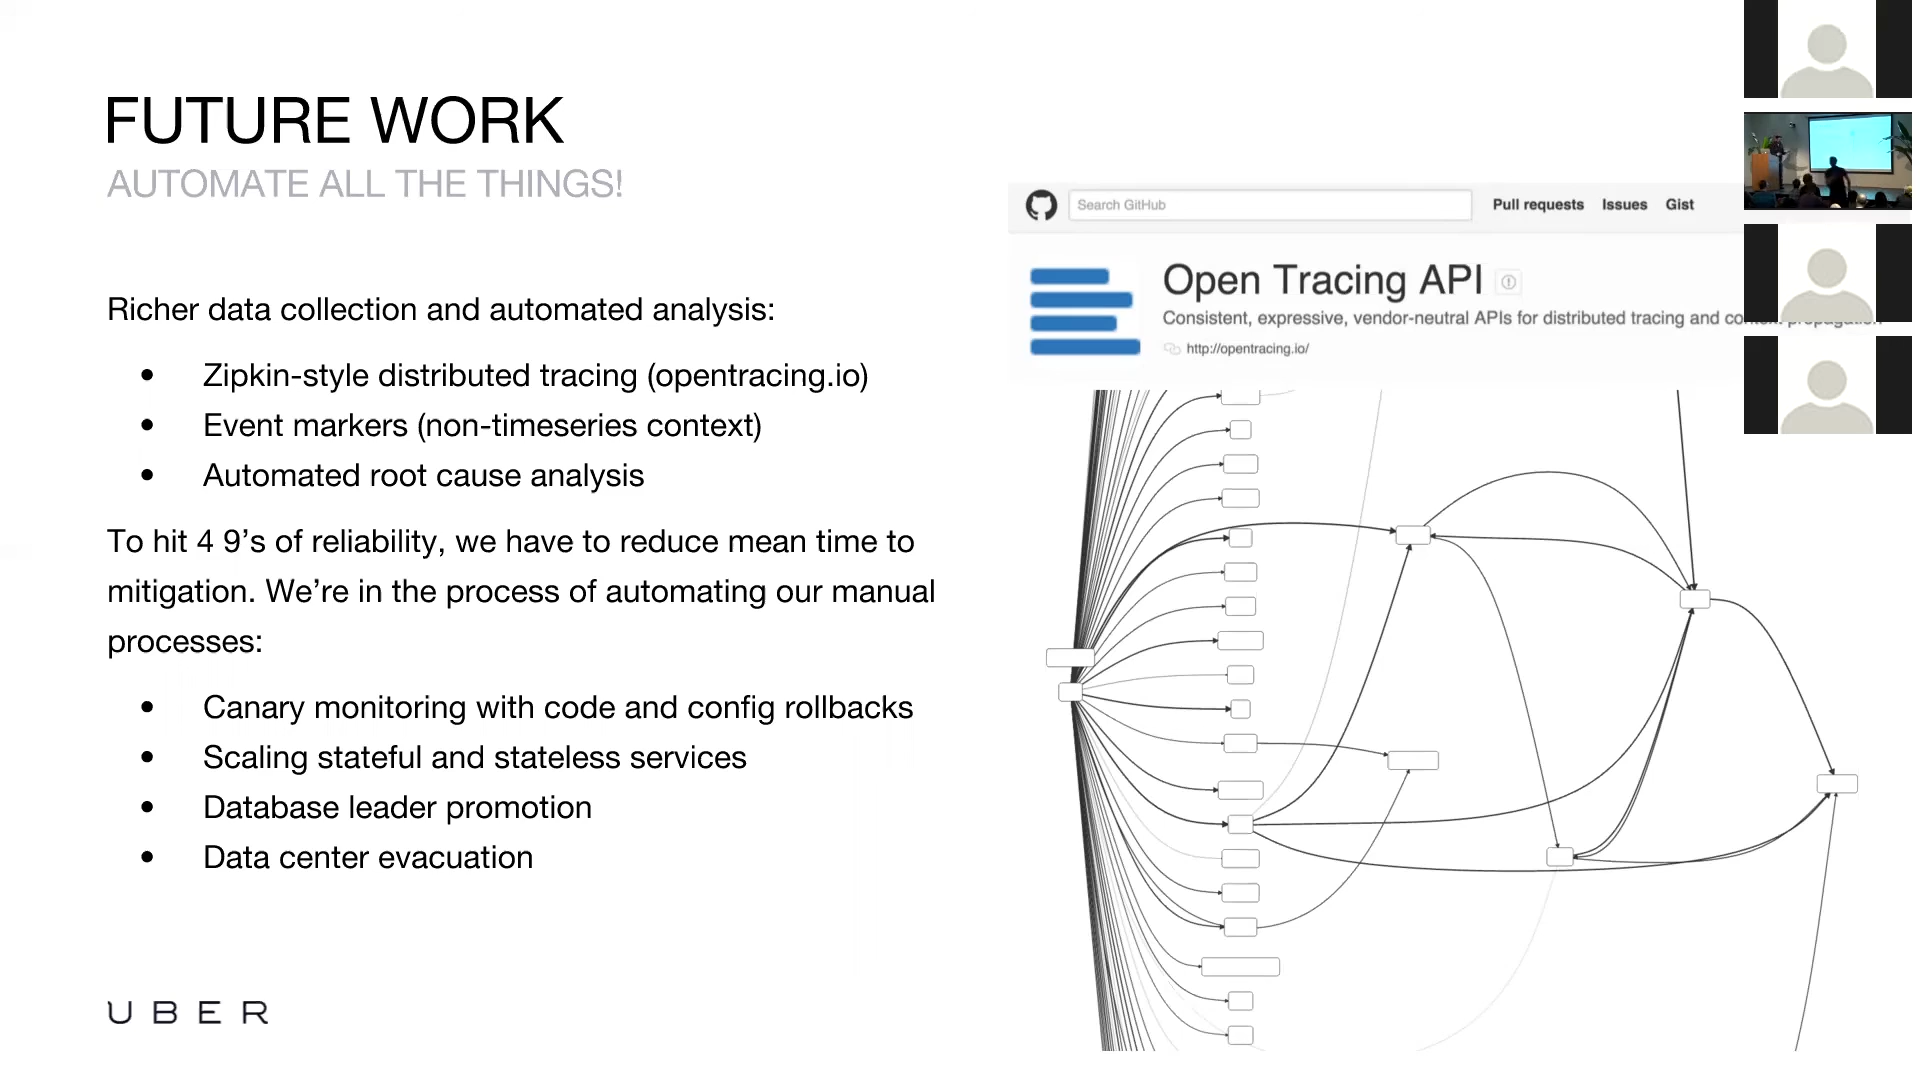 FUTURE WORK
AUTOMATE ALL THE THINGS!
Richer data collection and automated analysis:
• Zipkin-style distributed tracing (opentracing.io)
• Event markers (non-timeseries context)
• Automated root cause analysis
To hit 4 9’s of reliability, we have to reduce mean time to
mitigation. We’re in the process of automating our manual
processes:
• Canary monitoring with code and config rollbacks
• Scaling stateful and stateless services
• Database leader promotion
• Data center evacuation
UBER
Search GitHub
Pull requests Issues Gist
Open Tracing API
Consistent, expressive, vendor-neutral APIs for distributed tracing and context propagation
http://opentracing.io/